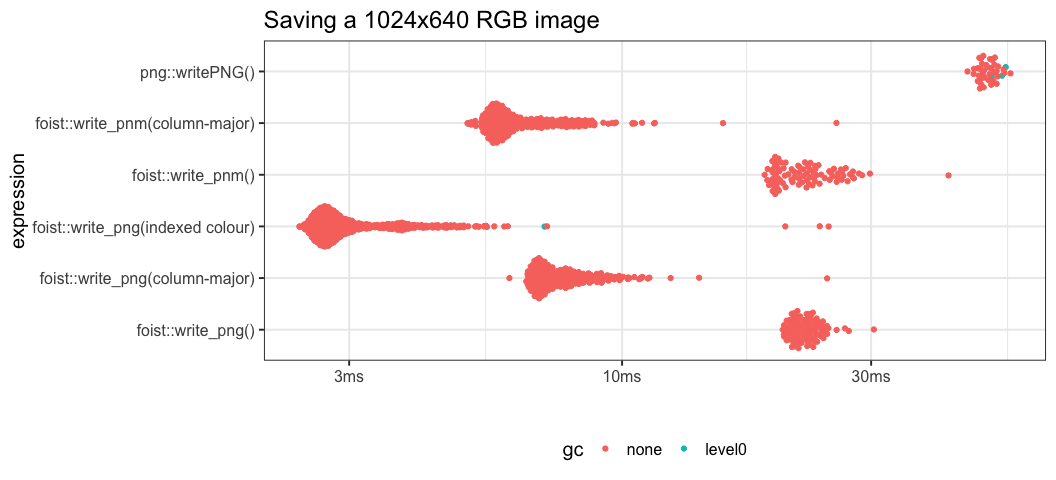 Saving a 1024x640 RGB image
expression
png::writePNG()
foist::write_pnm(column-major)
foist::write_pnm()
foist::write_png(indexed colour)
foist::write_png(column-major)
foist::write_png()
3ms 10ms 30ms
gc none level0